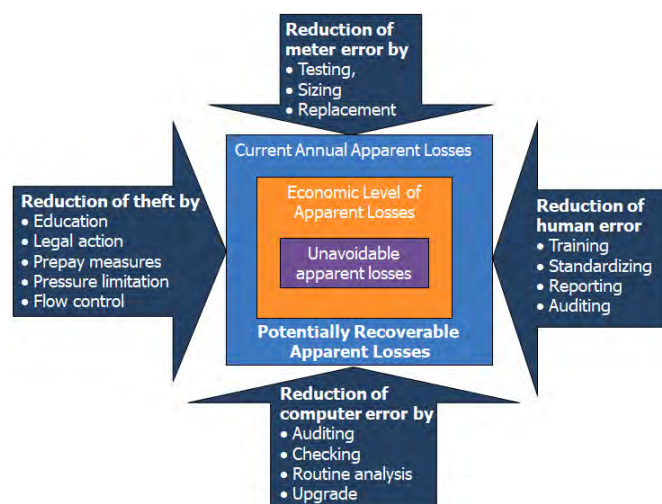 Reduction of
meter error by
• Testing,
• Sizing
• Replacement
Current Annual Apparent Losses
Economic Level of
Apparent Losses
Unavoidable
apparent losses
Potentially Recoverable
Apparent Losses
Reduction of theft by
• Education
• Legal action
• Prepay measures
• Pressure limitation
• Flow control
Reduction of
human error
• Training
• Standardizing
• Reporting
• Auditing
Reduction of
computer error by
• Auditing
• Checking
• Routine analysis
• Upgrade